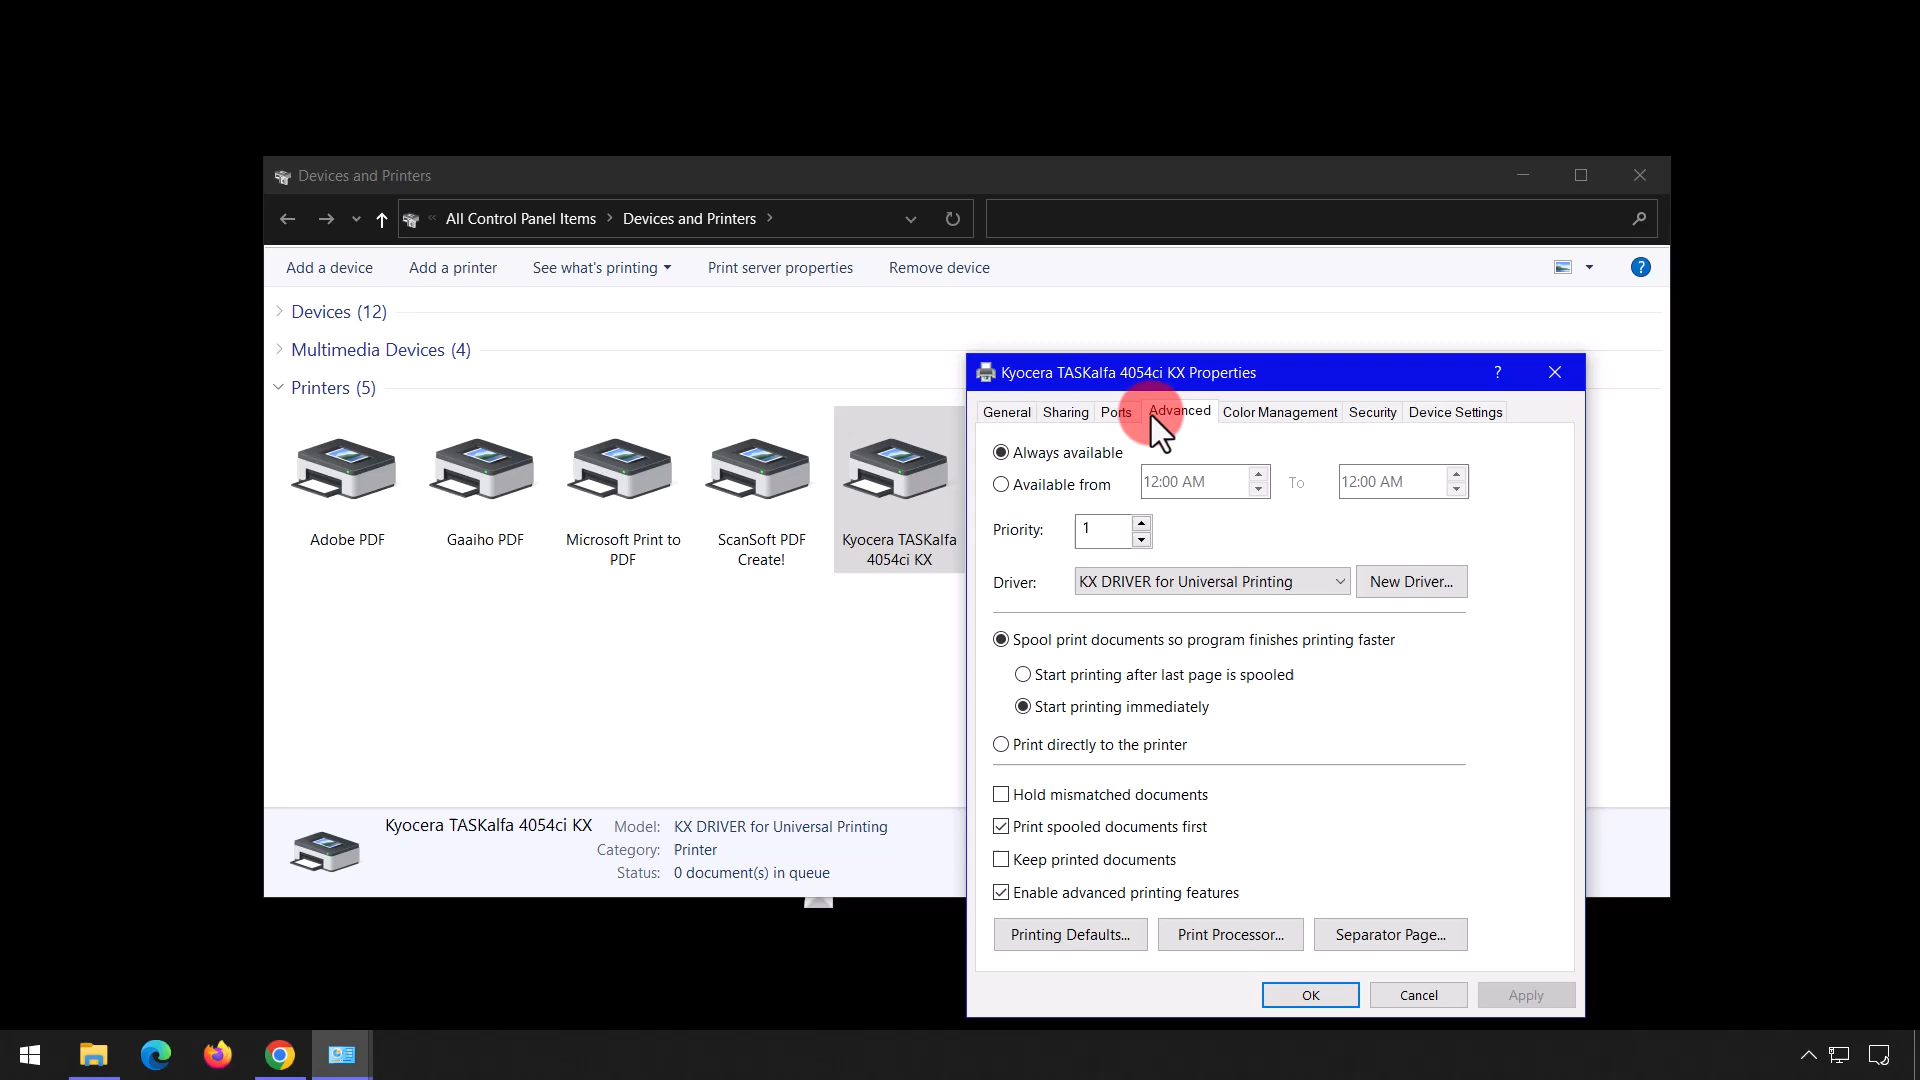 Devices and Printers
« All Control Panel Items > Devices and Printers >
Add a device Add a printer See what's printing Print server properties Remove device ?
Devices (12)
Multimedia Devices (4)
Printers (5)
Adobe PDF
Gaaiho PDF
Microsoft Print to
PDF
ScanSoft PDF
Create!
Kyocera TASKalfa
4054ci KX
Kyocera TASKalfa 4054ci KX
Model: KX DRIVER for Universal Printing
Category: Printer
Status: 0 document(s) in queue
Kyocera TASKalfa 4054ci KX Properties ?
General Sharing Ports Advanced Color Management Security Device Settings
Always available
Available from 12:00 AM To 12:00 AM
Priority: 1
Driver: KX DRIVER for Universal Printing New Driver...
Spool print documents so program finishes printing faster
Start printing after last page is spooled
Start printing immediately
Print directly to the printer
Hold mismatched documents
Print spooled documents first
Keep printed documents
Enable advanced printing features
Printing Defaults... Print Processor... Separator Page...
OK Cancel Apply